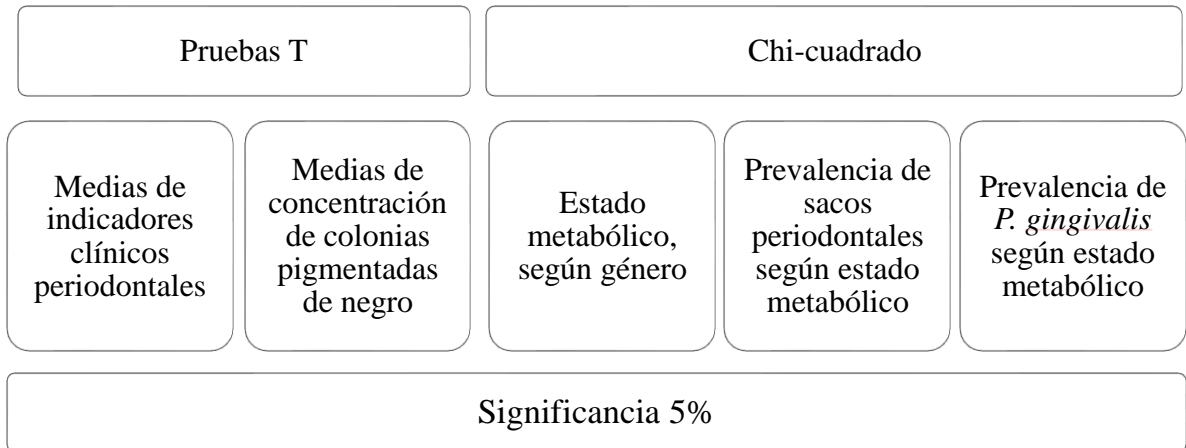 Pruebas T
Chi-cuadrado
Medias de
indicadores
clínicos
periodontales
Medias de
concentración
de colonias
pigmentadas
de negro
Estado
metabólico,
según género
Prevalencia de
sacos
periodontales
según estado
metabólico
Prevalencia de
P. gingivalis
según estado
metabólico
Significancia 5%